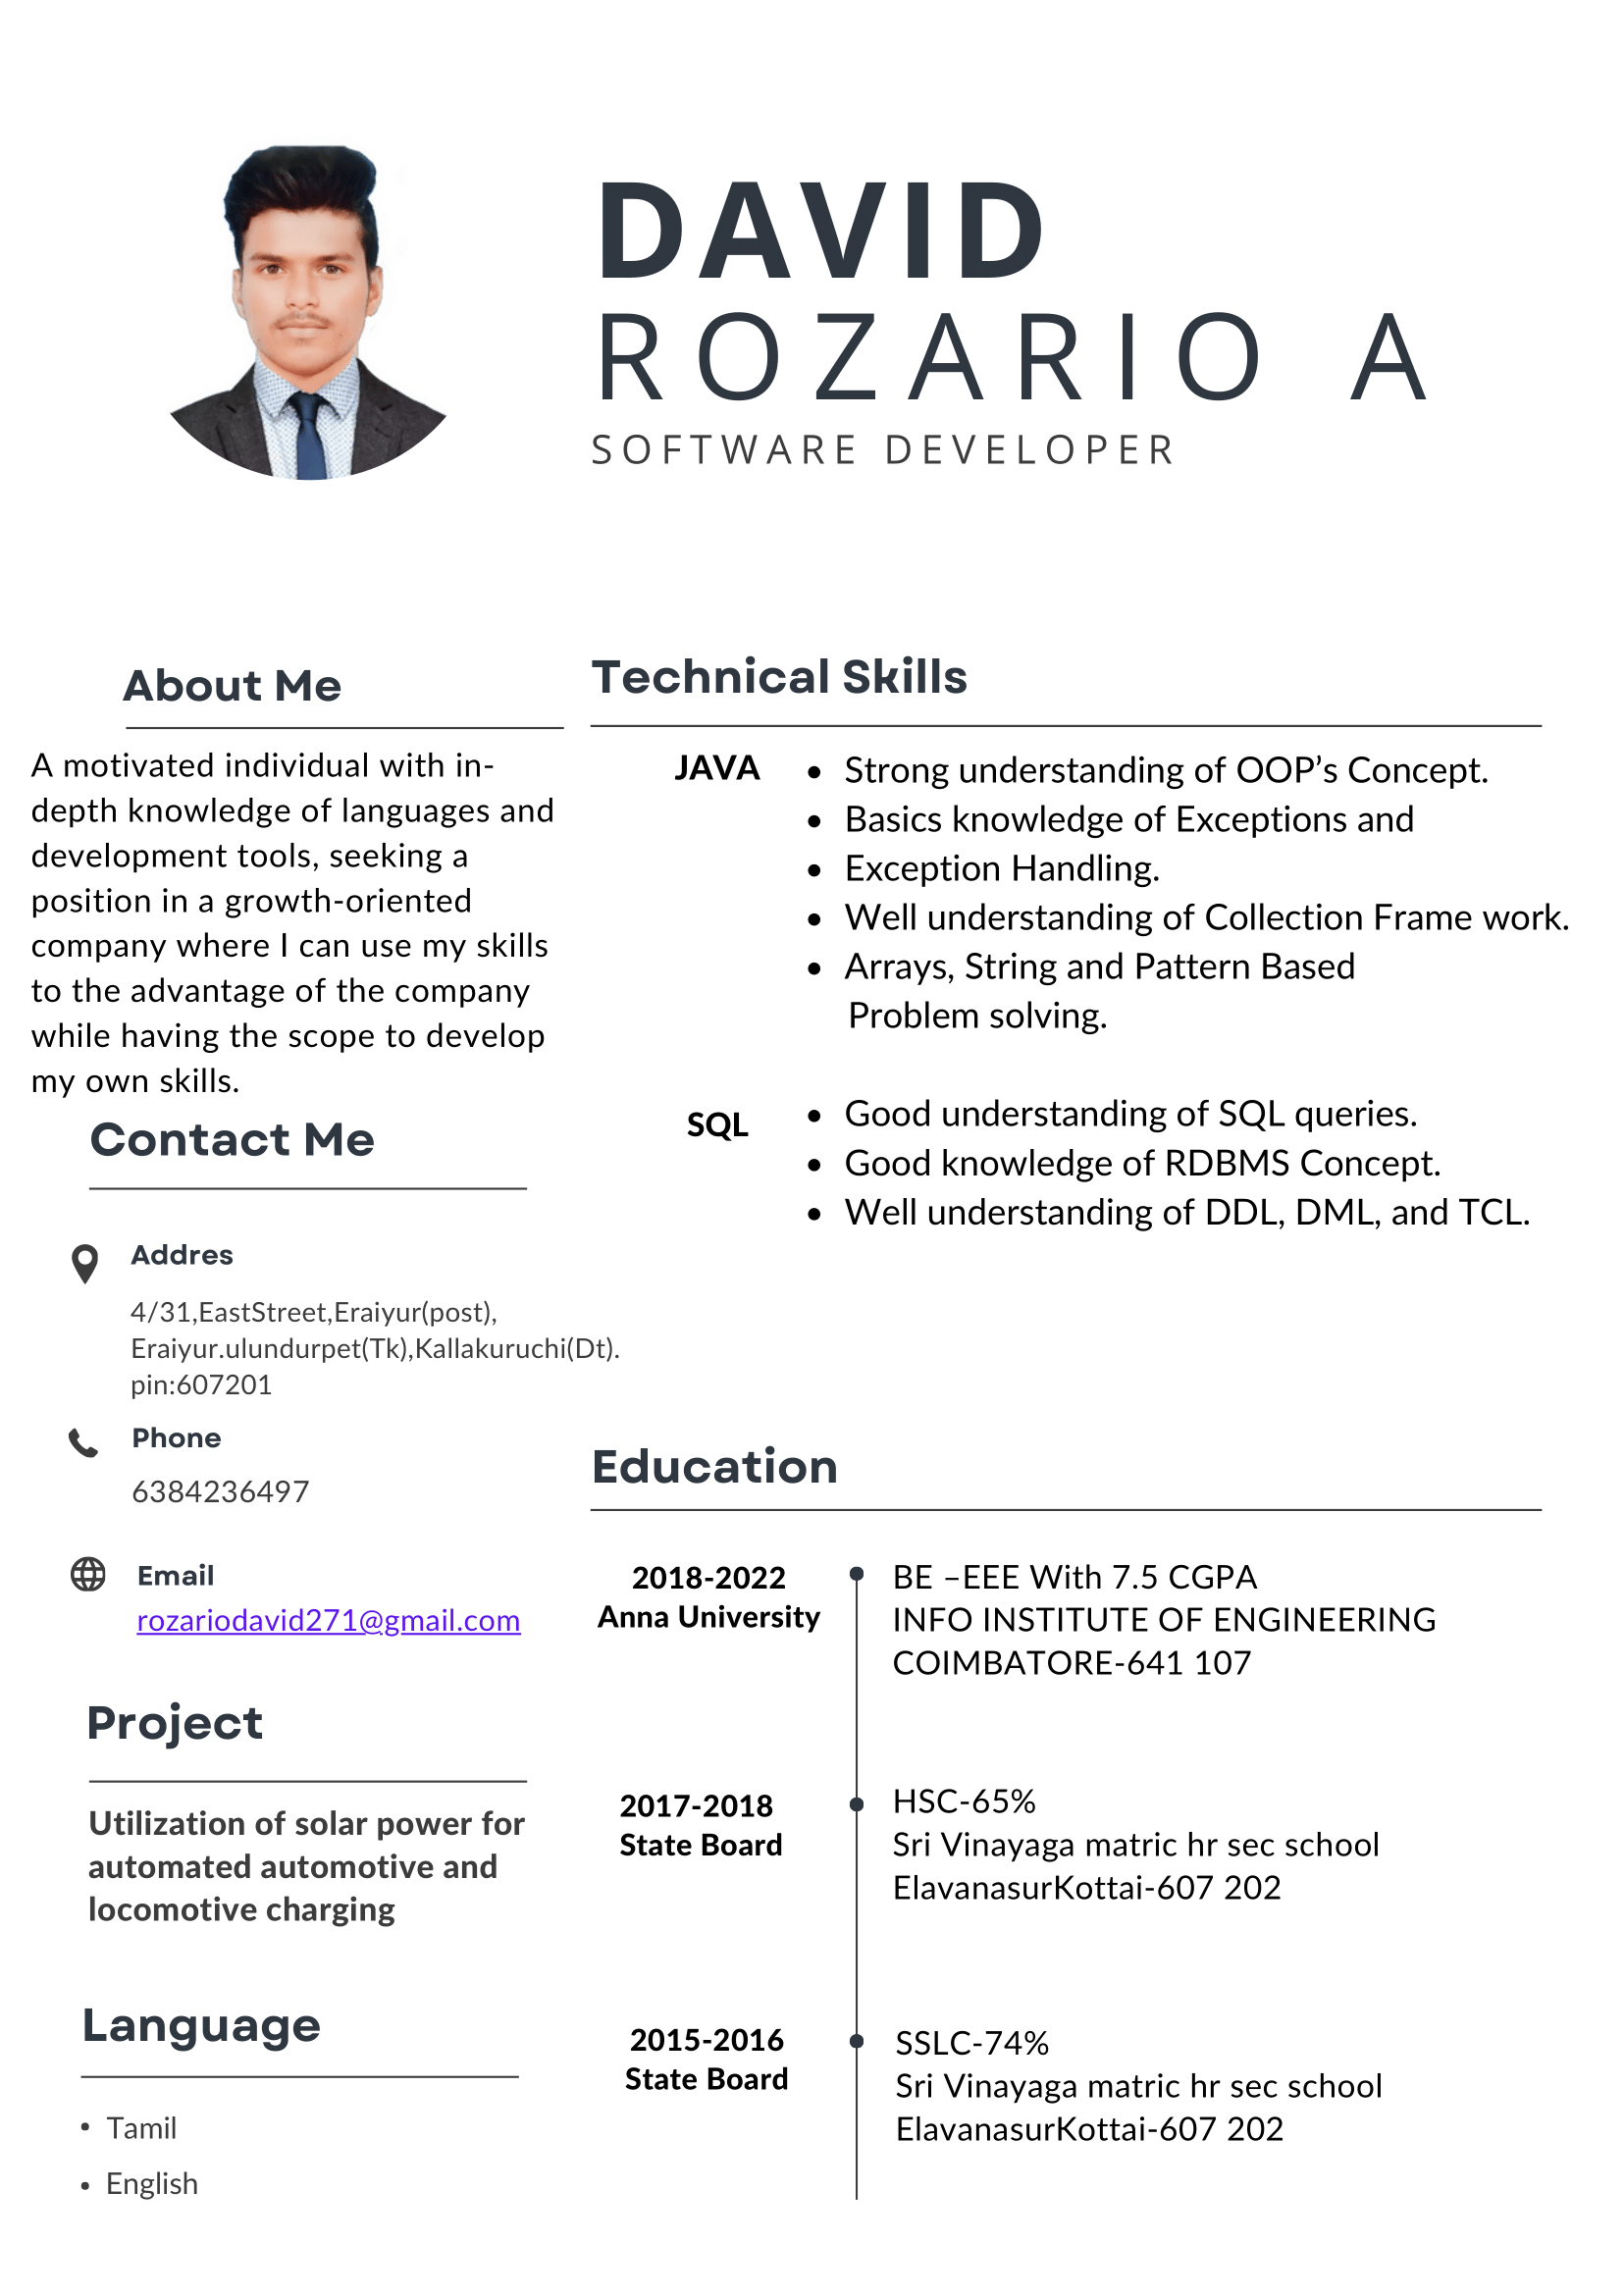 DAVID
ROZARIO A
SOFTWARE DEVELOPER
About Me
A motivated individual with in-
depth knowledge of languages and
development tools, seeking a
position in a growth-oriented
company where I can use my skills
to the advantage of the company
while having the scope to develop
my own skills.
Contact Me
Addres
4/31,EastStreet,Eraiyur(post),
Eraiyur.ulundurpet(Tk),Kallakuruchi(Dt).
pin:607201
Phone
6384236497
Email
rozariodavid271@gmail.com
Project
Utilization of solar power for
automated automotive and
locomotive charging
Language
• Tamil
• English
Technical Skills
JAVA
• Strong understanding of OOP’s Concept.
• Basics knowledge of Exceptions and
• Exception Handling.
• Well understanding of Collection Frame work.
• Arrays, String and Pattern Based
Problem solving.
SQL
• Good understanding of SQL queries.
• Good knowledge of RDBMS Concept.
• Well understanding of DDL, DML, and TCL.
Education
2018-2022
Anna University
BE –EEE With 7.5 CGPA
INFO INSTITUTE OF ENGINEERING
COIMBATORE-641 107
2017-2018
State Board
HSC-65%
Sri Vinayaga matric hr sec school
ElavanasurKottai-607 202
2015-2016
State Board
SSLC-74%
Sri Vinayaga matric hr sec school
ElavanasurKottai-607 202